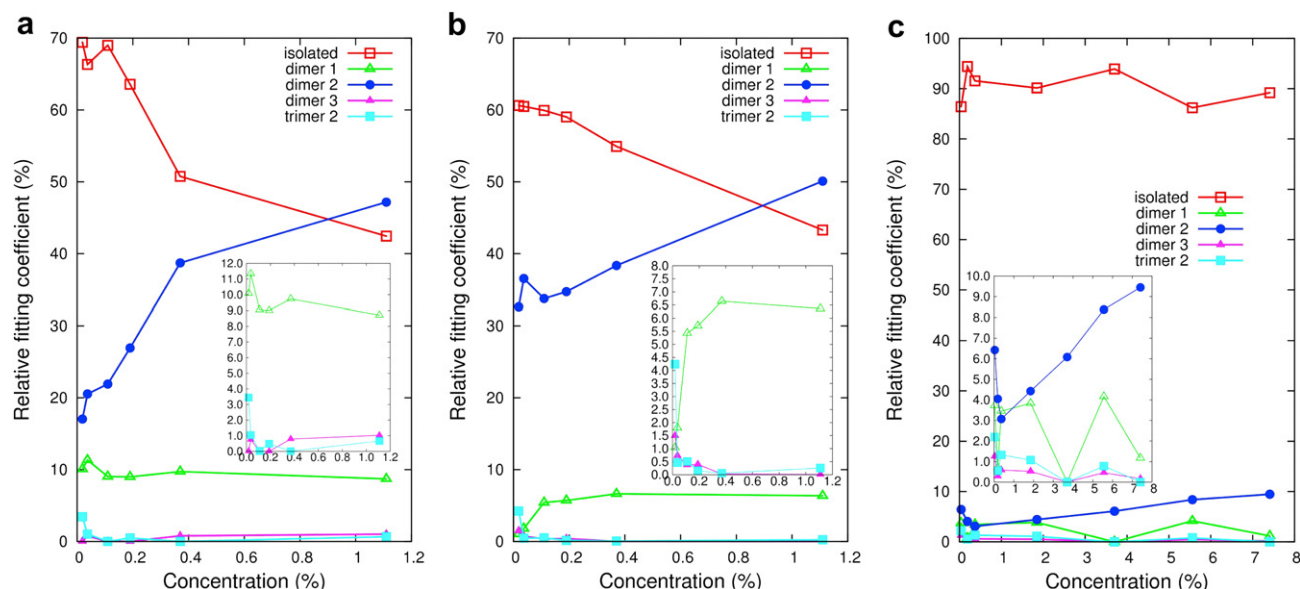 a
Relative fitting coefficient (%)
70
60
50
40
30
20
10
0
isolated
dimer 1
dimer 2
dimer 3
trimer 2
12.0
11.0
10.0
9.0
8.0
7.0
6.0
5.0
4.0
3.0
2.0
1.0
0.0
0 0.2 0.4 0.6 0.8 1.0 1.2
0 0.2 0.4 0.6 0.8 1 1.2
Concentration (%)
b
Relative fitting coefficient (%)
70
60
50
40
30
20
10
0
isolated
dimer 1
dimer 2
dimer 3
trimer 2
8.0
7.5
7.0
6.5
6.0
5.5
5.0
4.5
4.0
3.5
3.0
2.5
2.0
1.5
1.0
0.5
0.0
0 0.2 0.4 0.6 0.8 1.0 1.2
0 0.2 0.4 0.6 0.8 1 1.2
Concentration (%)
c
Relative fitting coefficient (%)
100
90
80
70
60
50
40
30
20
10
0
isolated
dimer 1
dimer 2
dimer 3
trimer 2
10.0
9.0
8.0
7.0
6.0
5.0
4.0
3.0
2.0
1.0
0.0
0 1 2 3 4 5 6 7 8
0 1 2 3 4 5 6 7 8
Concentration (%)